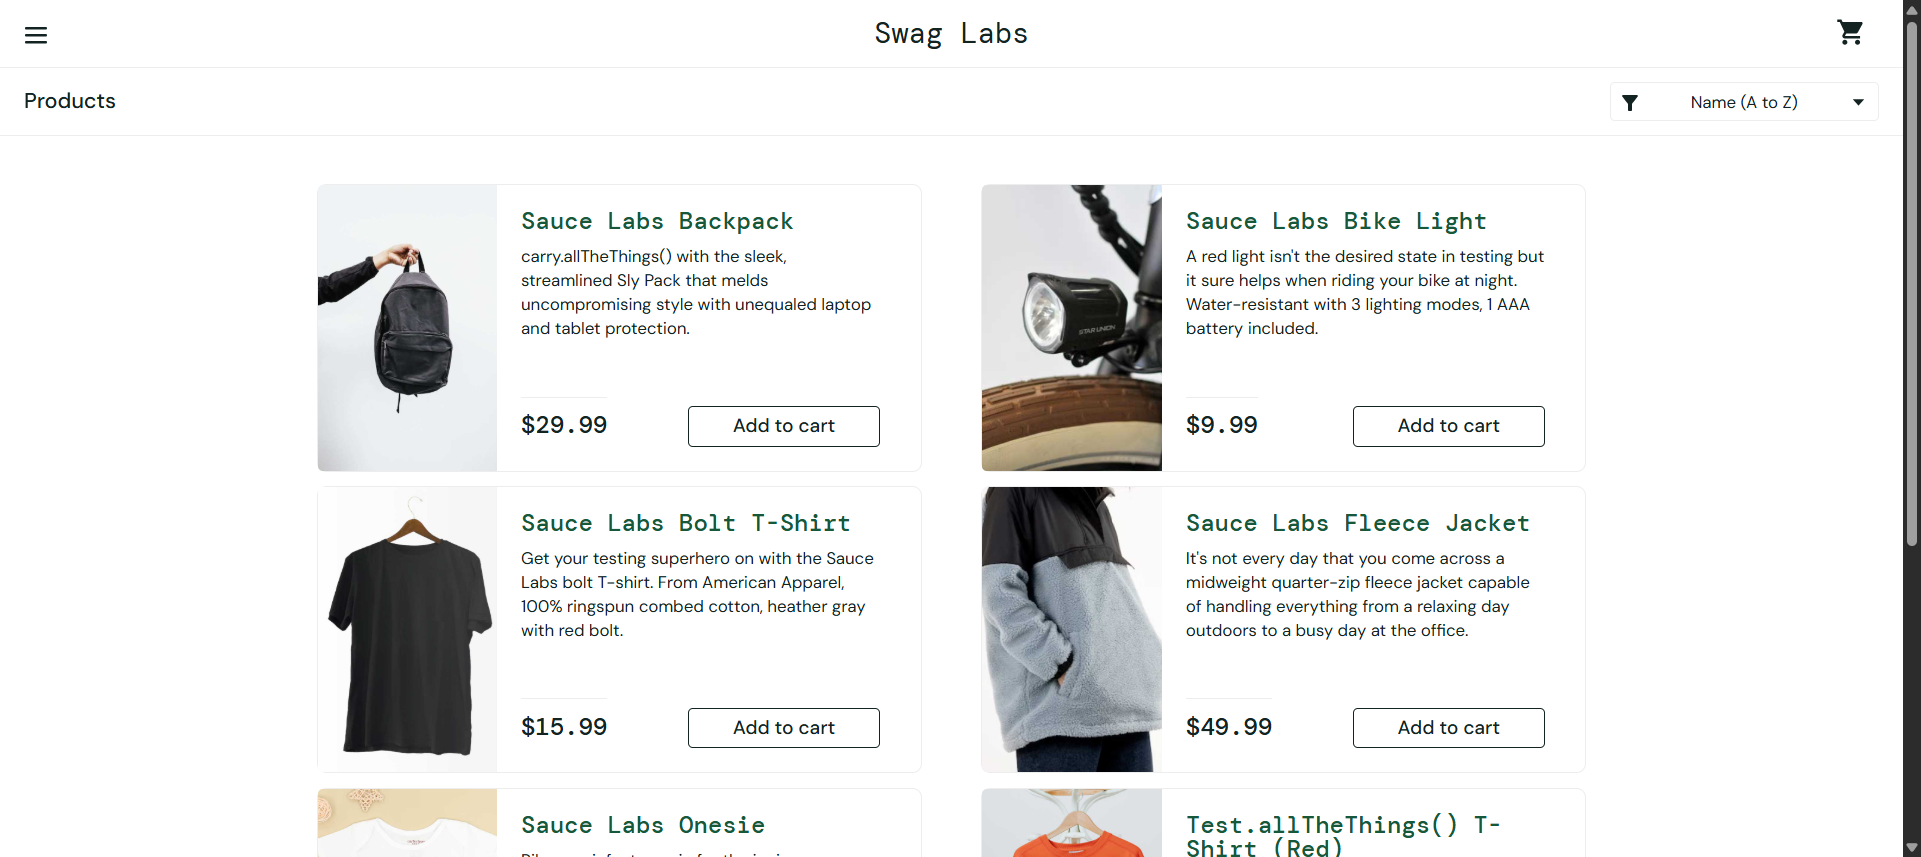 Swag Labs
Products
Name (A to Z)
Sauce Labs Backpack
carry.allTheThings() with the sleek,
streamlined Sly Pack that melds
uncompromising style with unequaled laptop
and tablet protection.
$29.99
Add to cart
Sauce Labs Bike Light
A red light isn't the desired state in testing but
it sure helps when riding your bike at night.
Water-resistant with 3 lighting modes, 1 AAA
battery included.
STAR UNION
$9.99
Add to cart
Sauce Labs Bolt T-Shirt
Get your testing superhero on with the Sauce
Labs bolt T-shirt. From American Apparel,
100% ringspun combed cotton, heather gray
with red bolt.
$15.99
Add to cart
Sauce Labs Fleece Jacket
It's not every day that you come across a
midweight quarter-zip fleece jacket capable
of handling everything from a relaxing day
outdoors to a busy day at the office.
$49.99
Add to cart
Sauce Labs Onesie
Test.allTheThings() T-
Shirt (Red)